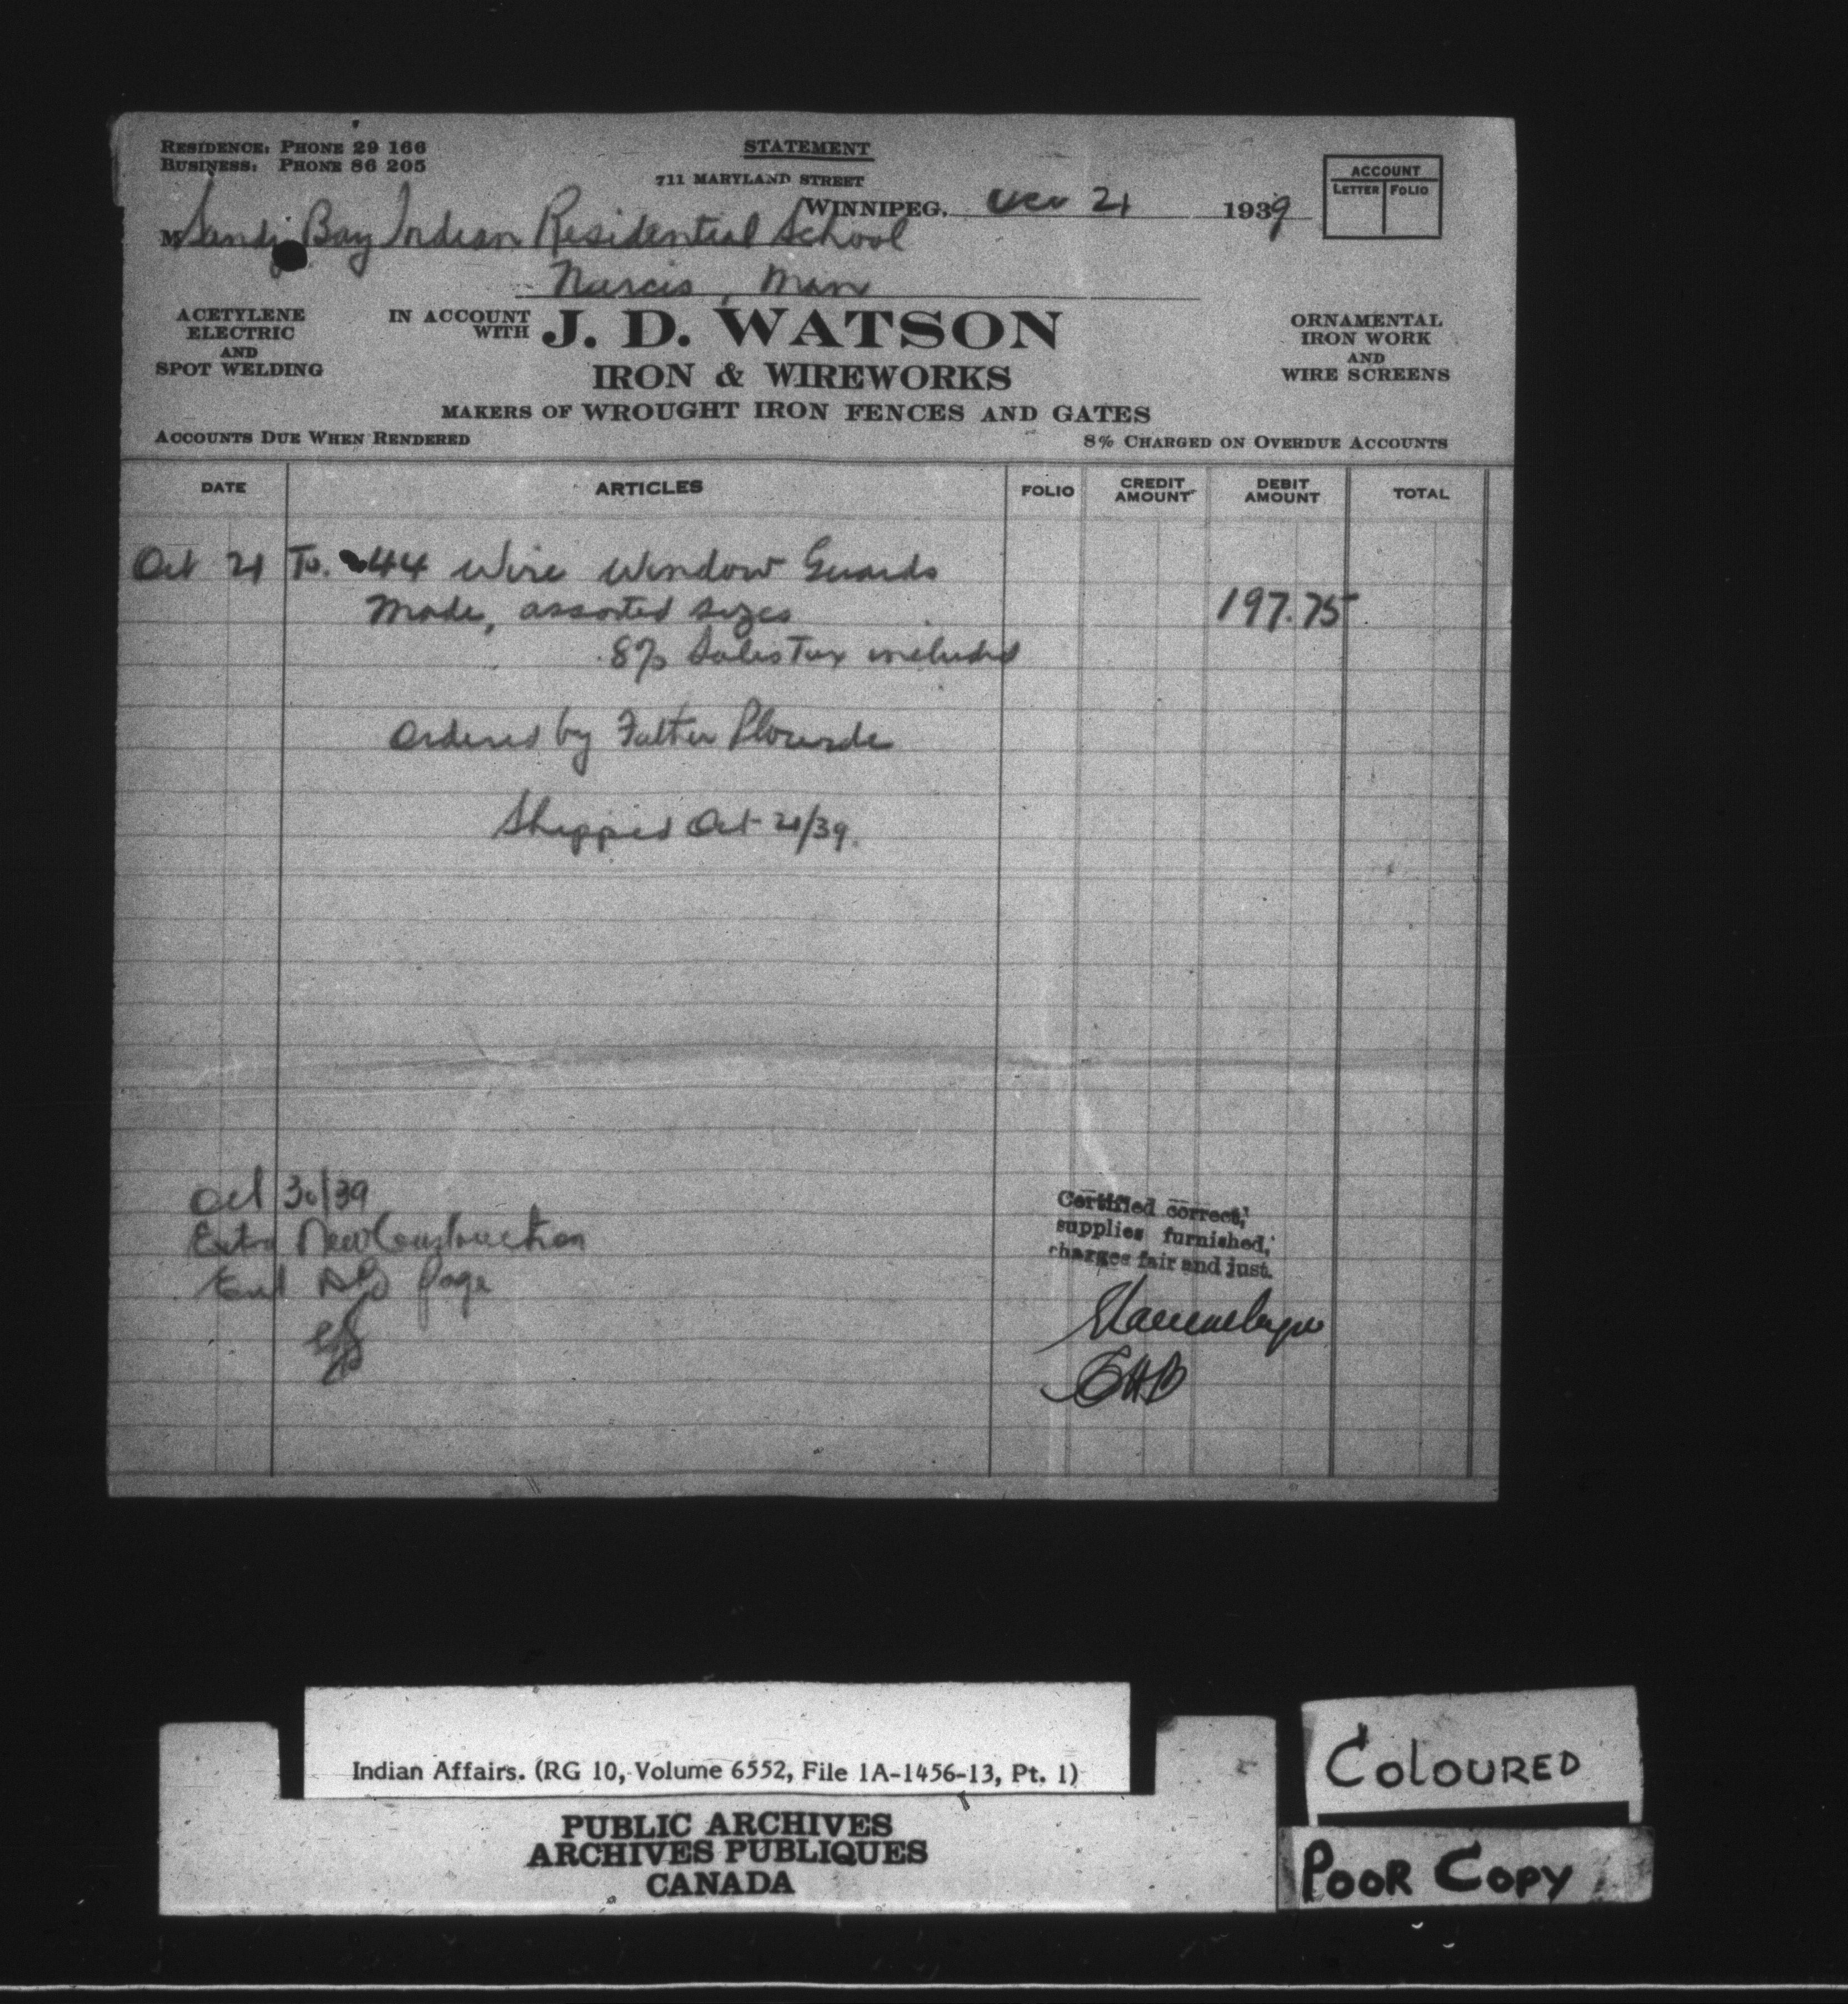 RESIDENCE: PHONE 29 166
BUSINESS: PHONE 86 205
STATEMENT
711 MARYLAND STREET
WINNIPEG, Oct 21 1939
ACCOUNT
LETTER FOLIO
M Sandy Bay Indian Residential School
Narcis, Man
ACETYLENE
ELECTRIC
AND
SPOT WELDING
IN ACCOUNT
WITH
J. D. WATSON
IRON & WIREWORKS
MAKERS OF WROUGHT IRON FENCES AND GATES
ORNAMENTAL
IRON WORK
AND
WIRE SCREENS
ACCOUNTS DUE WHEN RENDERED
8% CHARGED ON OVERDUE ACCOUNTS
DATE ARTICLES FOLIO CREDIT AMOUNT DEBIT AMOUNT TOTAL
Oct 21 To. 44 Wire Window Guards
Made, assorted sizes 197.75
8% Sales Tax included
Ordered by Father Plourde
Shipped Oct 21/39.
Oct 30/39
Extra New Construction
page
Certified correct,
supplies furnished,
charges fair and just.
Indian Affairs. (RG 10, Volume 6552, File 1A-1456-13, Pt. 1)
PUBLIC ARCHIVES
ARCHIVES PUBLIQUES
CANADA
COLOURED
POOR COPY